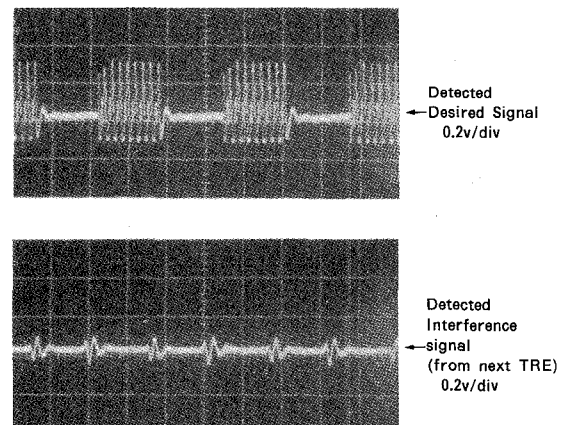 Detected
Desired Signal
0.2v/div
Detected
Interference
signal
(from next TRE)
0.2v/div